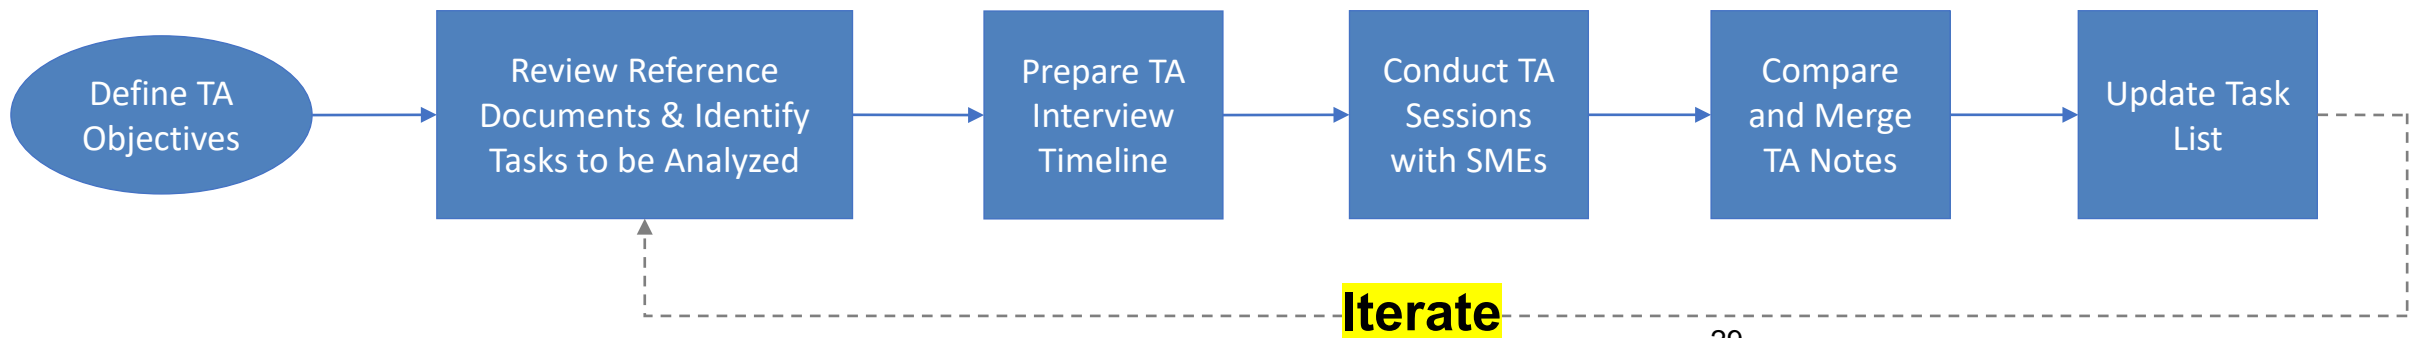 Define TA
Objectives
Review Reference
Documents & Identify
Tasks to be Analyzed
Prepare TA
Interview
Timeline
Conduct TA
Sessions
with SMEs
Compare
and Merge
TA Notes
Update Task
List
Iterate